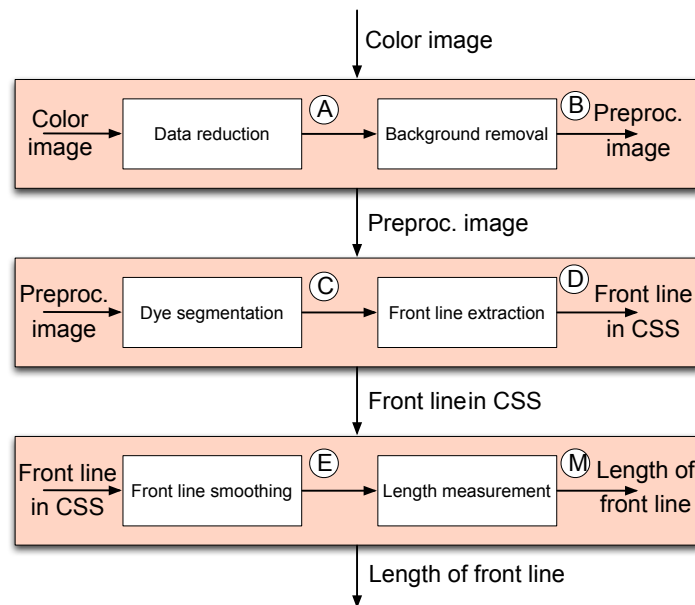 Color image
Color
image
Data reduction
A
Background removal
B
Preproc.
image
Preproc. image
Preproc.
image
Dye segmentation
C
Front line extraction
D
Front line
in CSS
Front line in CSS
Front line
in CSS
Front line smoothing
E
Length measurement
M
Length of
front line
Length of front line